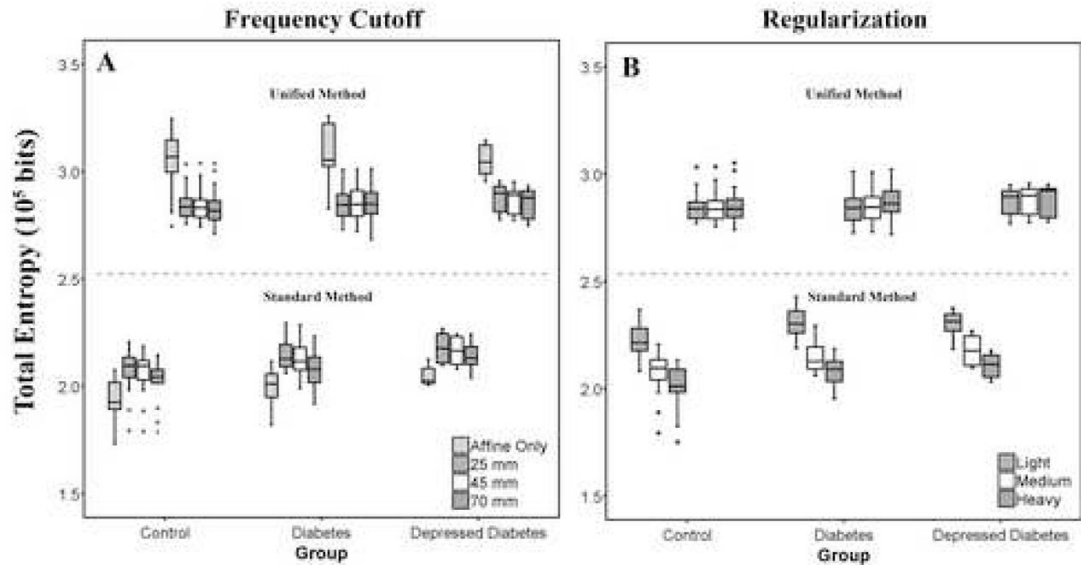 Frequency Cutoff
Regularization
Total Entropy (10⁵ bits)
A
Unified Method
3.5
3.0
2.5
2.0
1.5
Standard Method
Affine Only
25 mm
45 mm
70 mm
Control
Diabetes
Depressed Diabetes
Group
B
Unified Method
3.5
3.0
2.5
2.0
1.5
Standard Method
Light
Medium
Heavy
Control
Diabetes
Depressed Diabetes
Group